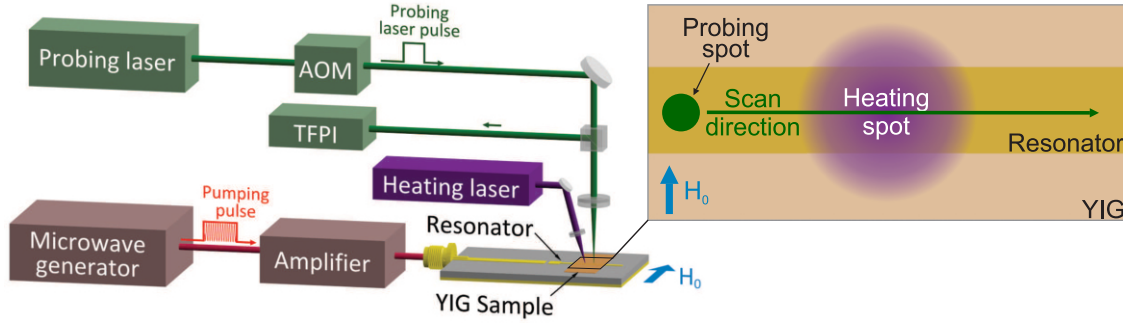 Probing laser
AOM
Probing
laser pulse
TFPI
Heating laser
Pumping
pulse
Microwave
generator
Amplifier
Resonator
YIG Sample
H₀
Probing
spot
Scan
direction
Heating
spot
Resonator
H₀
YIG